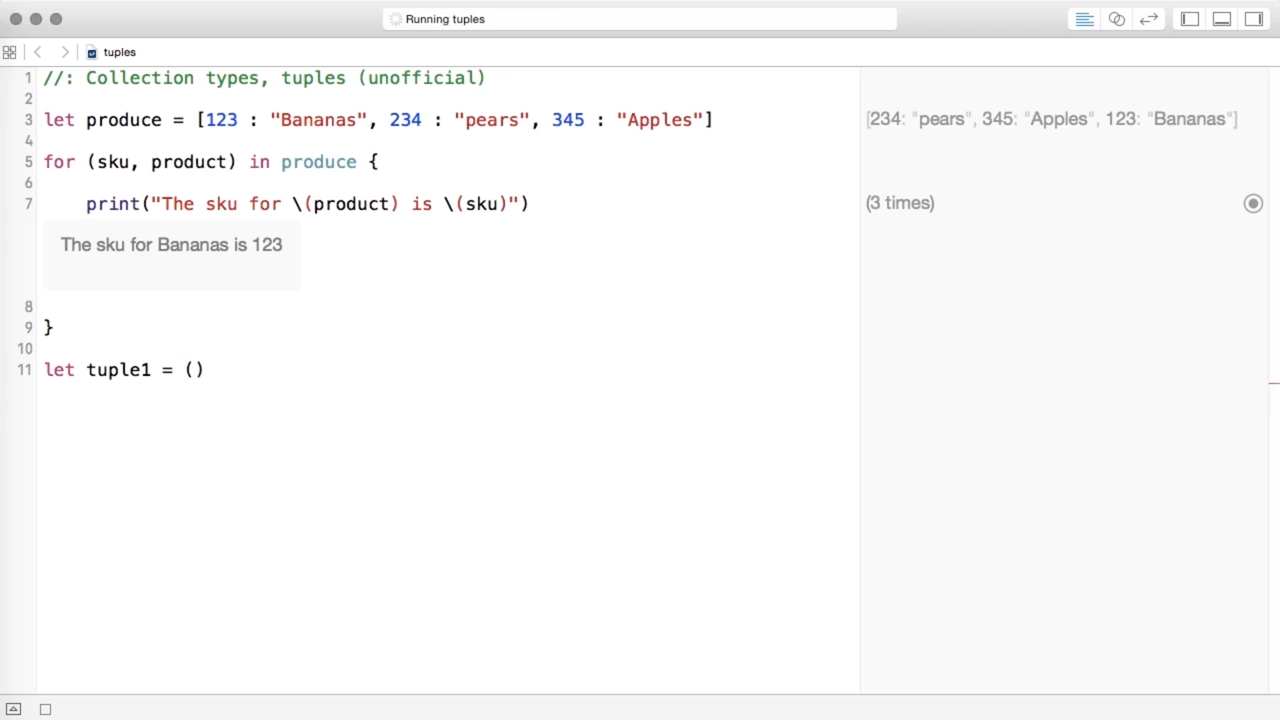 Running tuples
tuples
1 //: Collection types, tuples (unofficial)
2
3 let produce = [123 : "Bananas", 234 : "pears", 345 : "Apples"]
[234: "pears", 345: "Apples", 123: "Bananas"]
4
5 for (sku, product) in produce {
6
7 print("The sku for \(product) is \(sku)")
(3 times)
The sku for Bananas is 123
8
9 }
10
11 let tuple1 = ()